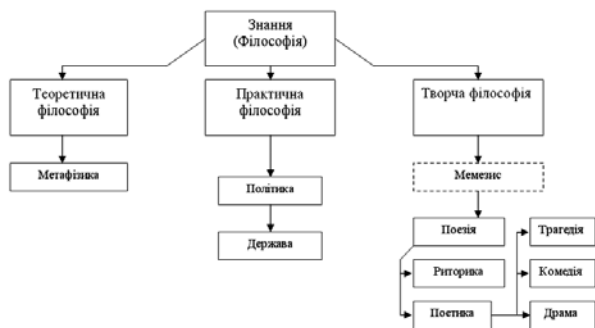 Знання
(Філософія)
Теоретична
філософія
Практична
філософія
Творча філософія
Метафізика
Мемезис
Політика
Поезія
Трагедія
Держава
Риторика
Комедія
Поетика
Драма